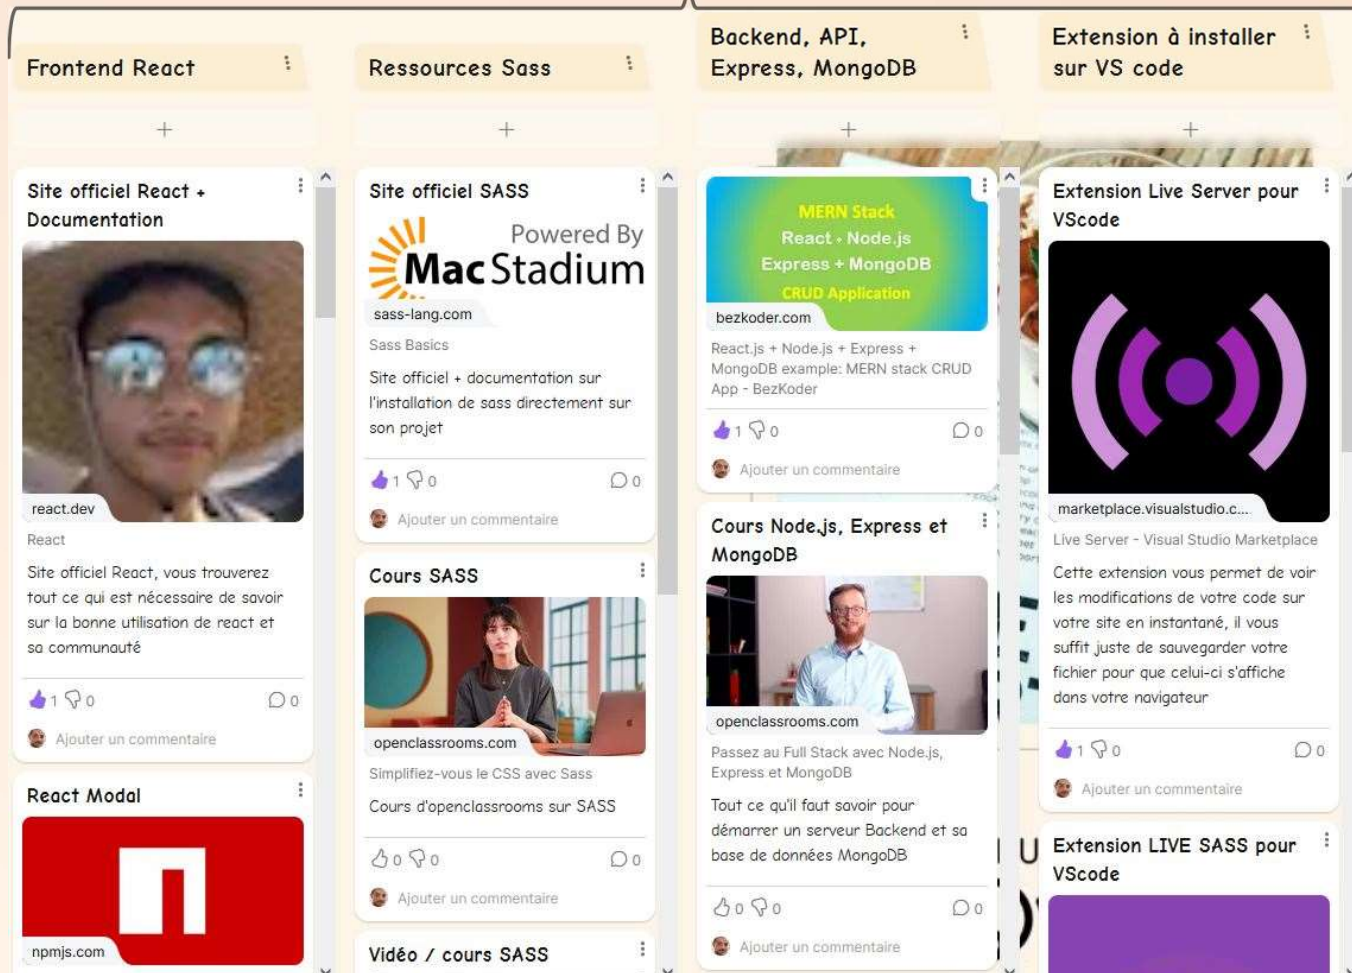 Frontend React
Site officiel React +
Documentation
react.dev
React
Site officiel React, vous trouverez
tout ce qui est nécessaire de savoir
sur la bonne utilisation de react et
sa communauté
1 0
0
Ajouter un commentaire
React Modal
npmjs.com
Ressources Sass
Site officiel SASS
Powered By
MacStadium
sass-lang.com
Sass Basics
Site officiel + documentation sur
l'installation de sass directement sur
son projet
1 0
0
Ajouter un commentaire
Cours SASS
openclassrooms.com
Simplifiez-vous le CSS avec Sass
Cours d'openclassrooms sur SASS
0 0
0
Ajouter un commentaire
Vidéo / cours SASS
Backend, API,
Express, MongoDB
MERN Stack
React + Node.js
Express + MongoDB
CRUD Application
bezkoder.com
React.js + Node.js + Express +
MongoDB example: MERN stack CRUD
App - BezKoder
1 0
0
Ajouter un commentaire
Cours Node.js, Express et
MongoDB
openclassrooms.com
Passez au Full Stack avec Node.js,
Express et MongoDB
Tout ce qu'il faut savoir pour
démarrer un serveur Backend et sa
base de données MongoDB
0 0
0
Ajouter un commentaire
Extension à installer
sur VS code
Extension Live Server pour
VScode
marketplace.visualstudio.c...
Live Server - Visual Studio Marketplace
Cette extension vous permet de voir
les modifications de votre code sur
votre site en instantané, il vous
suffit juste de sauvegarder votre
fichier pour que celui-ci s'affiche
dans votre navigateur
1 0
0
Ajouter un commentaire
Extension LIVE SASS pour
VScode